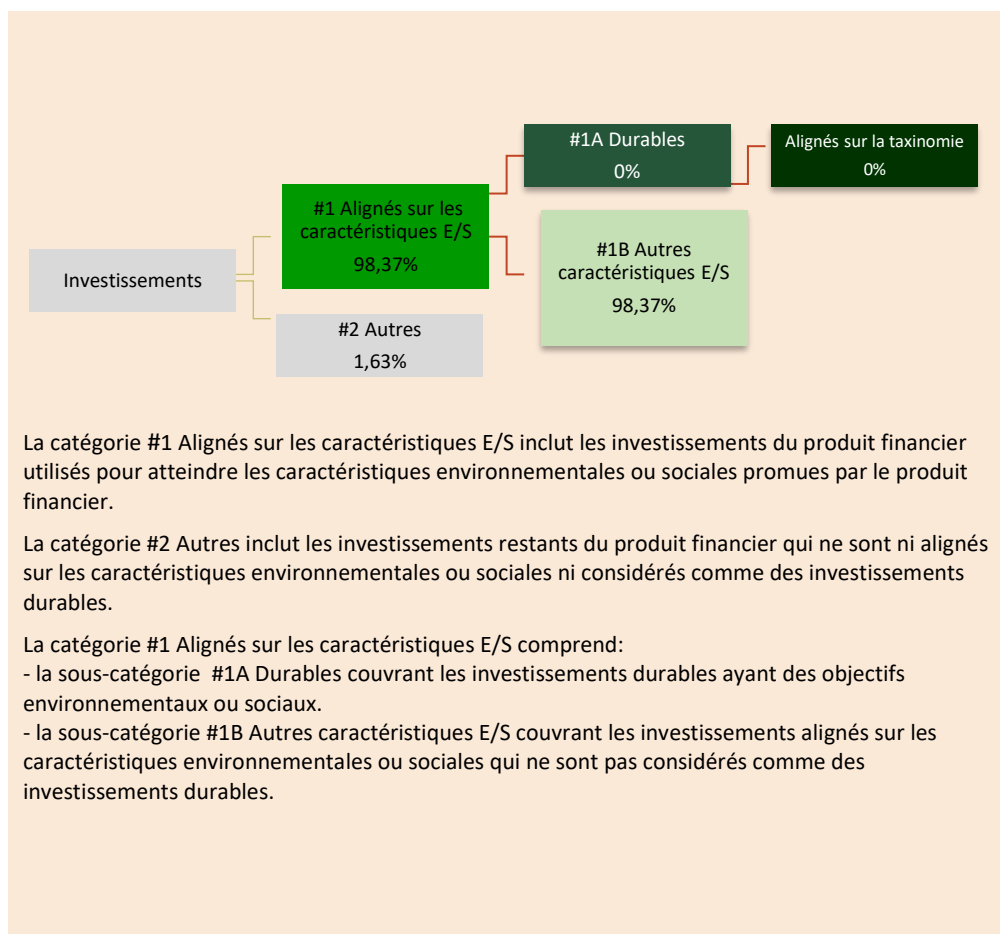 #1A Durables
0%
Alignés sur la taxinomie
0%
#1 Alignés sur les
caractéristiques E/S
98,37%
#1B Autres
caractéristiques E/S
98,37%
Investissements
#2 Autres
1,63%
La catégorie #1 Alignés sur les caractéristiques E/S inclut les investissements du produit financier
utilisés pour atteindre les caractéristiques environnementales ou sociales promues par le produit
financier.
La catégorie #2 Autres inclut les investissements restants du produit financier qui ne sont ni alignés
sur les caractéristiques environnementales ou sociales ni considérés comme des investissements
durables.
La catégorie #1 Alignés sur les caractéristiques E/S comprend:
- la sous-catégorie #1A Durables couvrant les investissements durables ayant des objectifs
environnementaux ou sociaux.
- la sous-catégorie #1B Autres caractéristiques E/S couvrant les investissements alignés sur les
caractéristiques environnementales ou sociales qui ne sont pas considérés comme des
investissements durables.